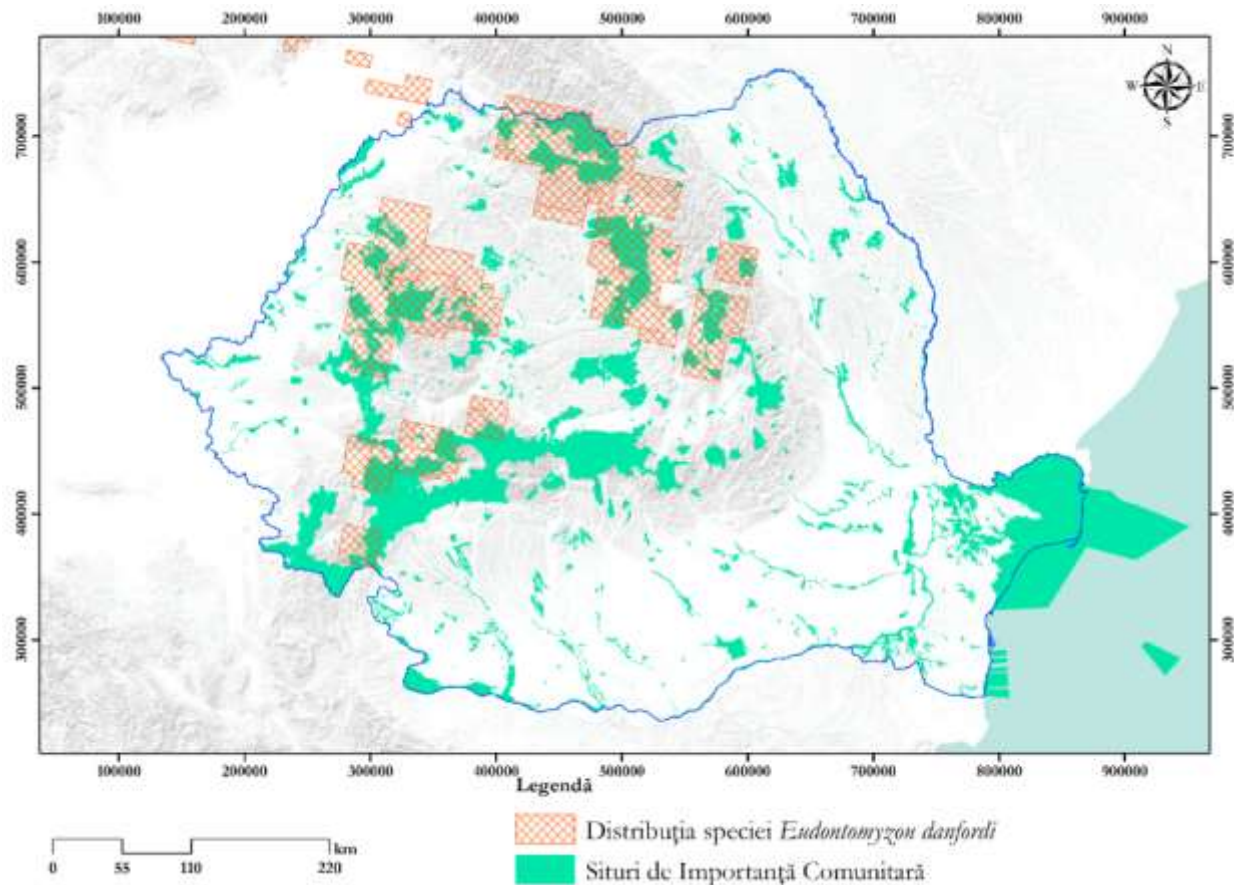 100000 200000 300000 400000 500000 600000 700000 800000 900000
N
W E
S
700000 700000
600000 600000
500000 500000
400000 400000
300000 300000
100000 200000 300000 400000 500000 600000 700000 800000 900000
Legendă
Distribuția speciei Eudontomyzon danfordi
km
0 55 110 220
Situri de Importanță Comunitară